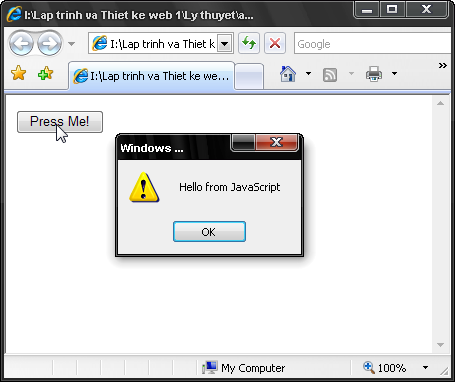 I:\Lap trinh va Thiet ke web 1\Ly thuyet\a...
I:\Lap trinh va Thiet k
Google
I:\Lap trinh va Thiet ke we...
Press Me!
Windows ...
Hello from JavaScript
OK
My Computer
100%